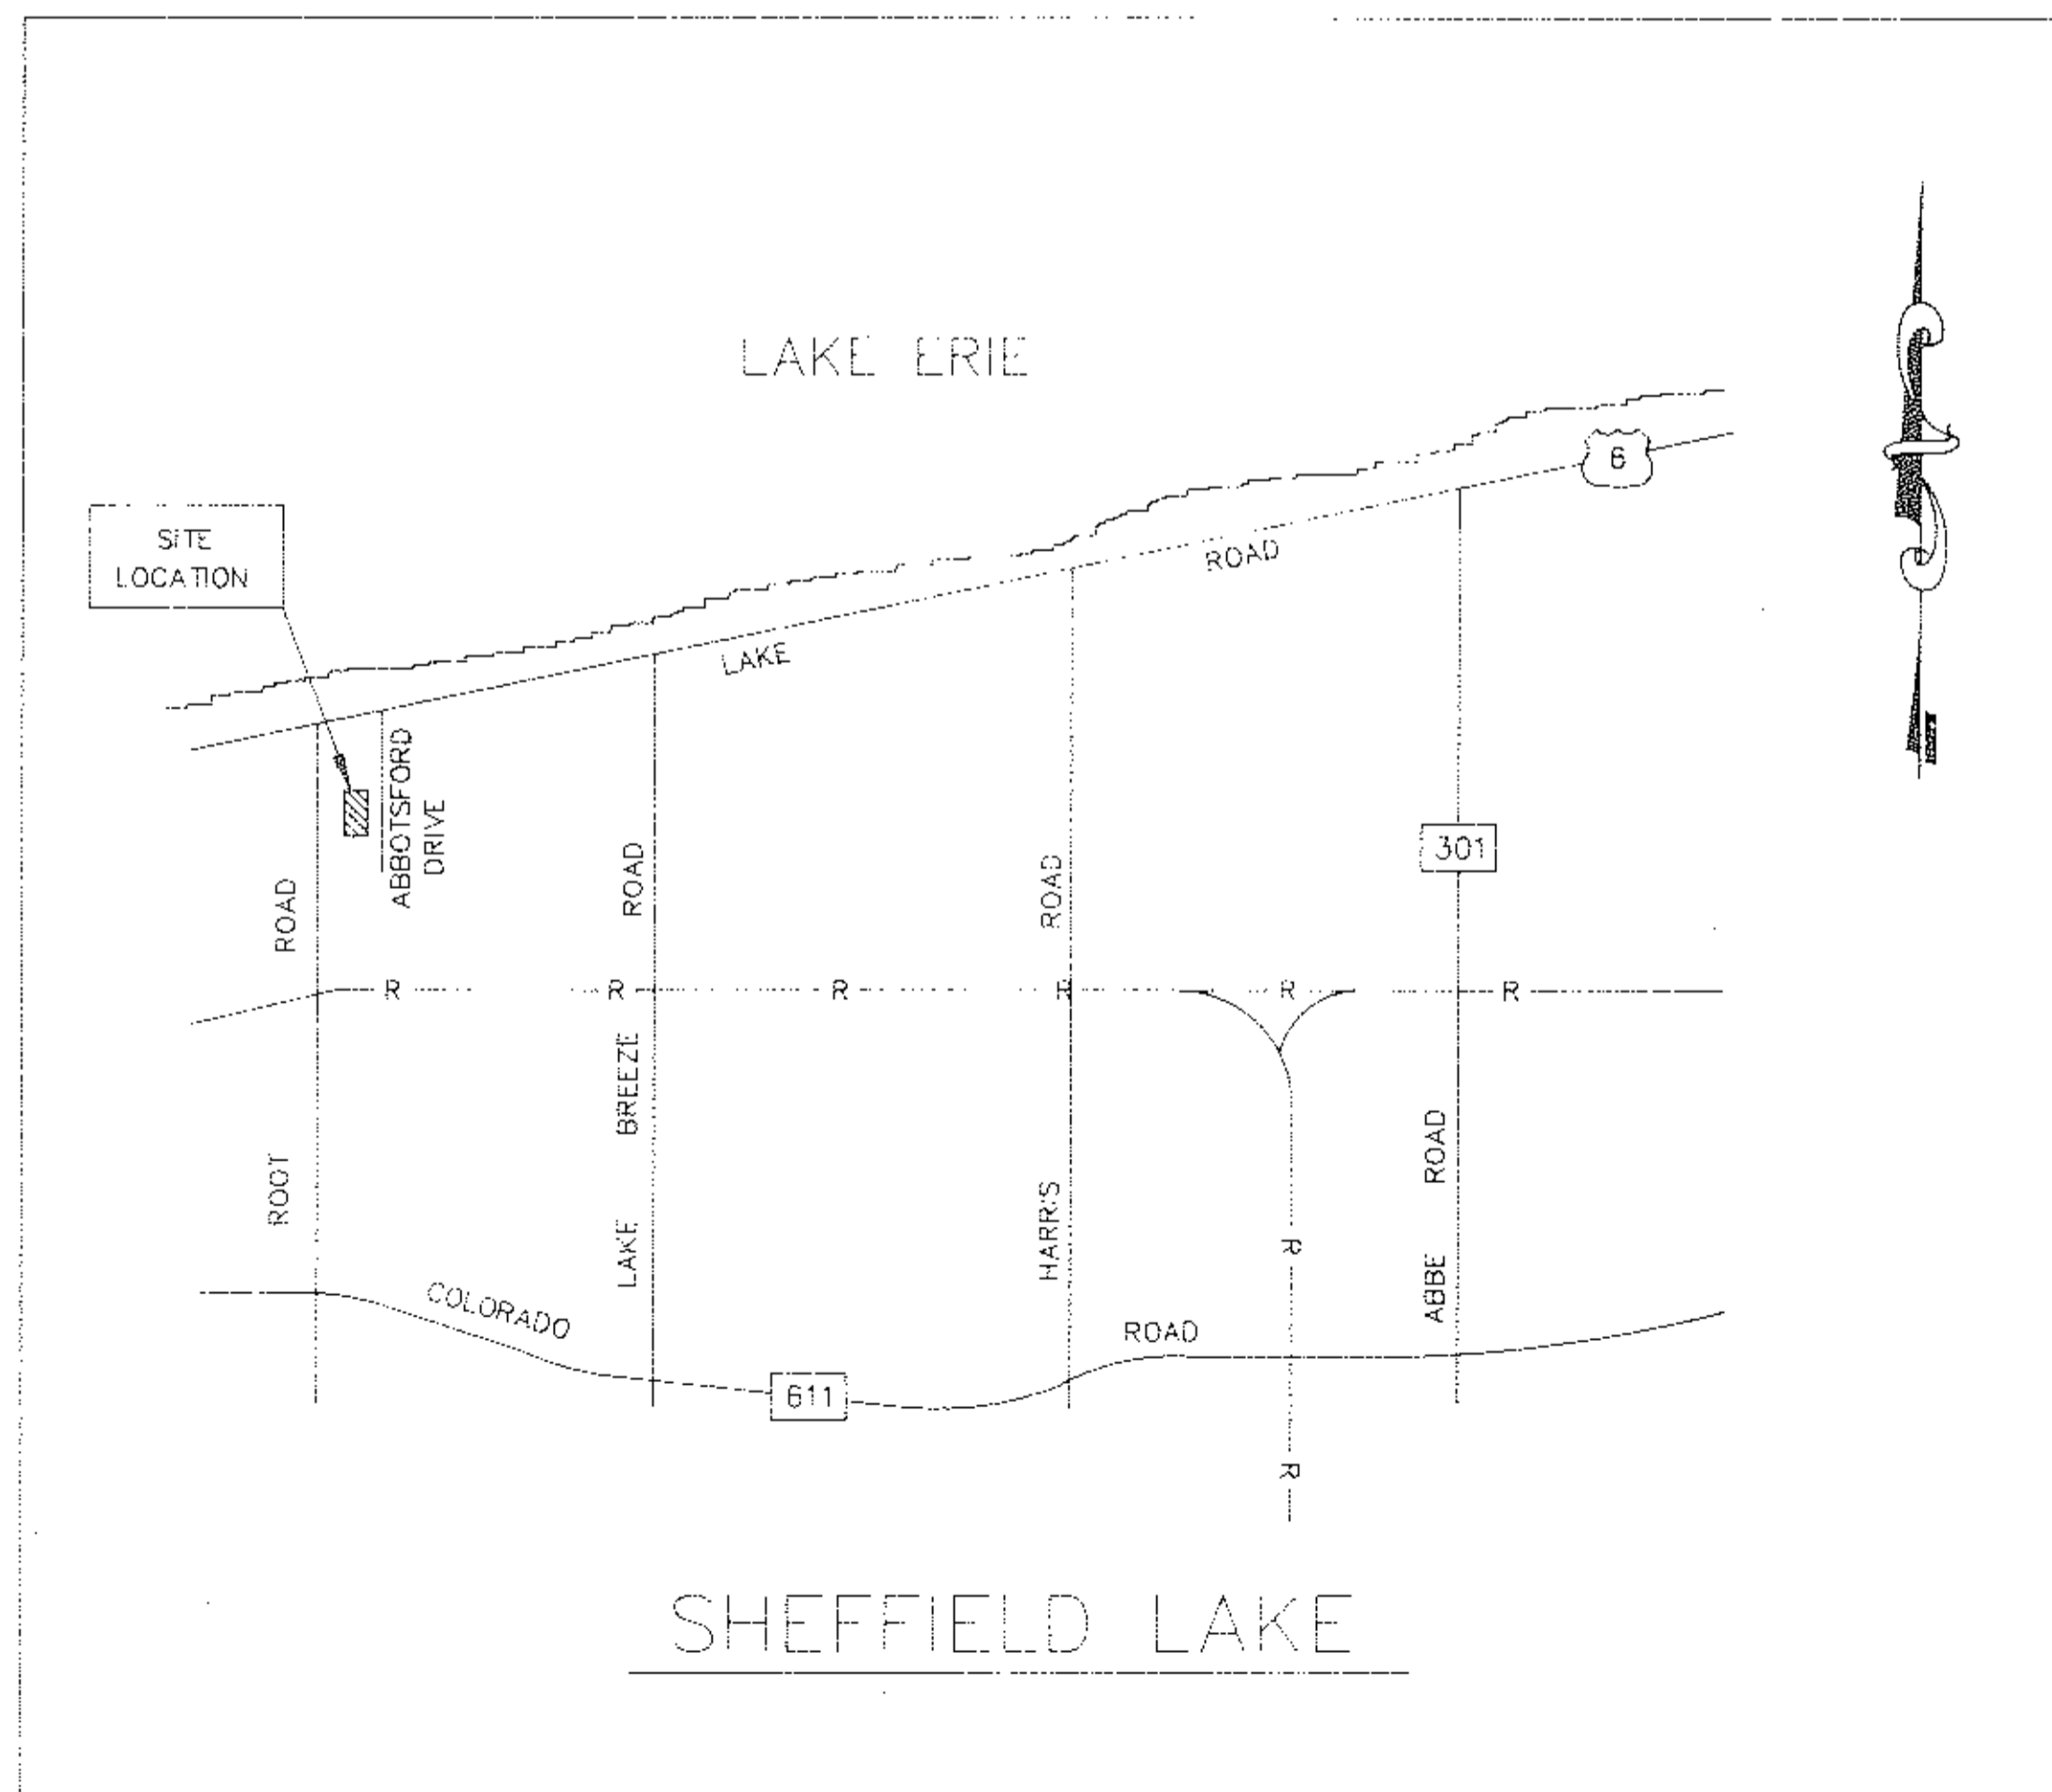 LAKE ERIE
6
SITE
LOCATION
ROAD
LAKE
ABBOTSFORD
DRIVE
301
ROAD
ROAD
ROAD
R R R R R R
BREEZE
ROAD
ROOT
HARRIS
LAKE
ABBE
R
COLORADO
ROAD
611
R
SHEFFIELD LAKE